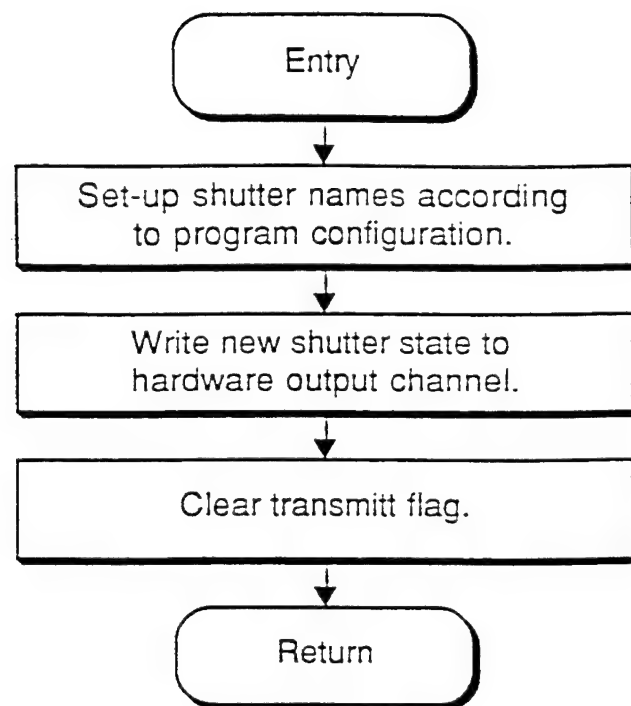 Entry
Set-up shutter names according
to program configuration.
Write new shutter state to
hardware output channel.
Clear transmitt flag.
Return